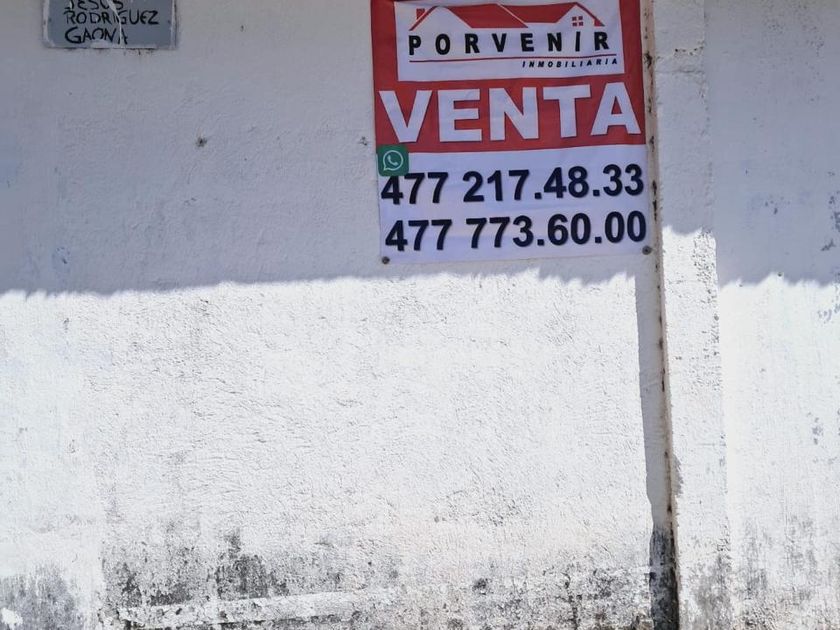 JESUS
RODRIGUEZ
GAONA
PORVENIR
INMOBILIARIA
VENTA
477 217.48.33
477 773.60.00